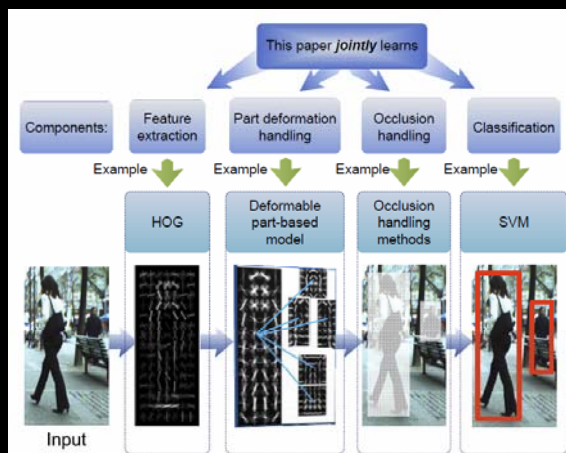 This paper jointly learns
Components:
Feature
extraction
Part deformation
handling
Occlusion
handling
Classification
Example
Example
Example
Example
HOG
Deformable
part-based
model
Occlusion
handling
methods
SVM
Input